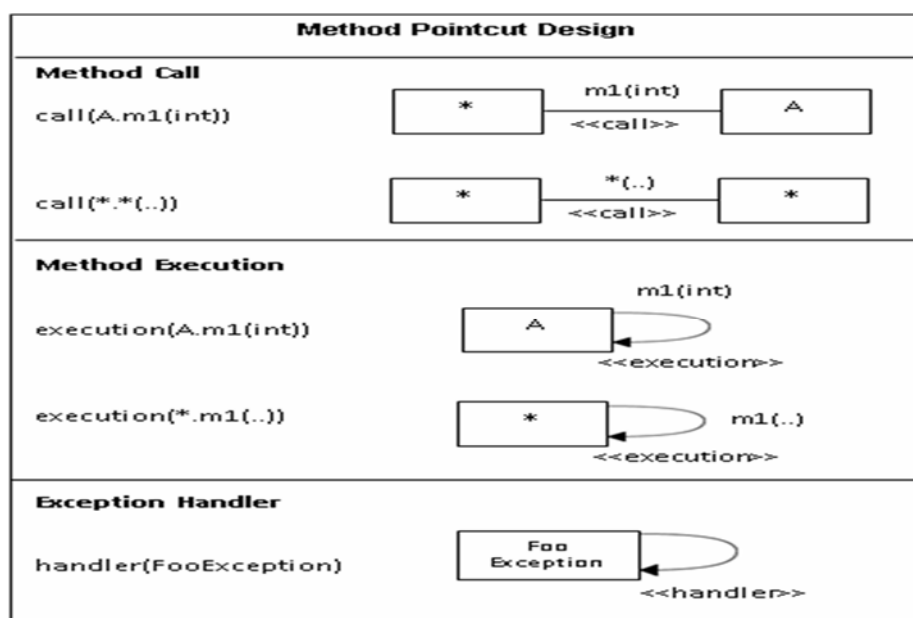 Method Pointcut Design
Method Call
call(A.m1(int))
*
m1(int)
<<call>>
A
call(*.*(..))
*
*(..)
<<call>>
*
Method Execution
execution(A.m1(int))
A
m1(int)
<<execution>>
execution(*.m1(..))
*
m1(..)
<<execution>>
Exception Handler
handler(FooException)
Foo
Exception
<<handler>>